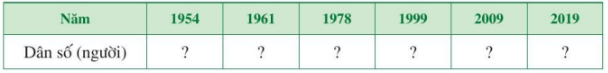 Năm 1954 1961 1978 1999 2009 2019
Dân số (người) ? ? ? ? ? ?